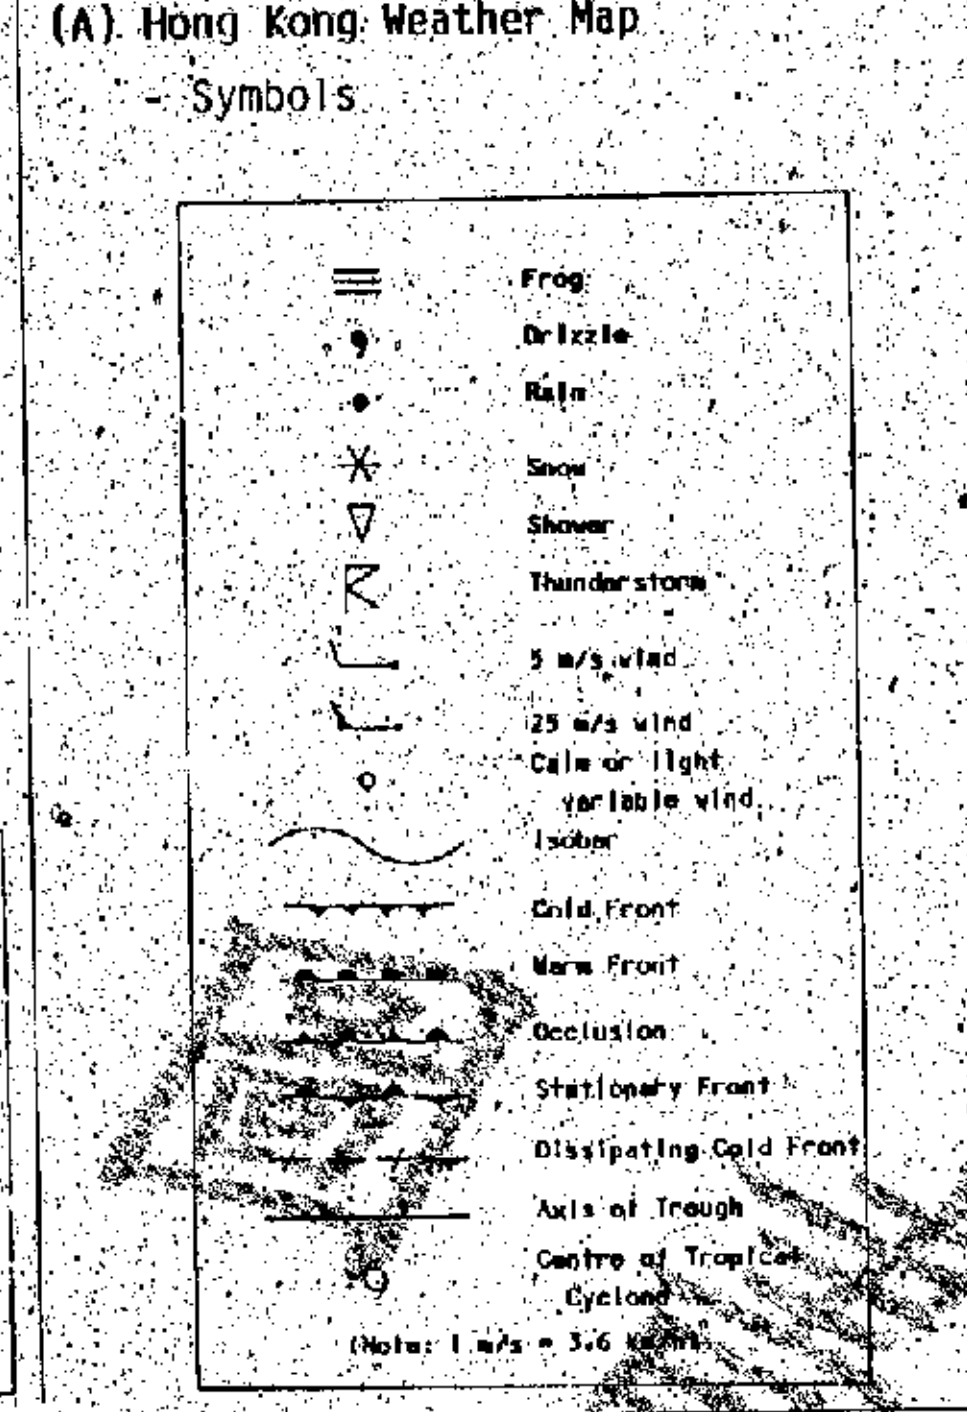 (A) Hong Kong Weather Map
- Symbols
Frog
Drizzle
Rain
Snow
Shower
Thunderstorm
5 m/s wind
25 m/s wind
Calm or light
variable wind
Isobar
Cold Front
Warm Front
Occlusion
Stationary Front
Dissipating Cold Front
Axis of Trough
Centre of Tropical
Cyclone
(Note: 1 m/s = 3.6 Km/hr)